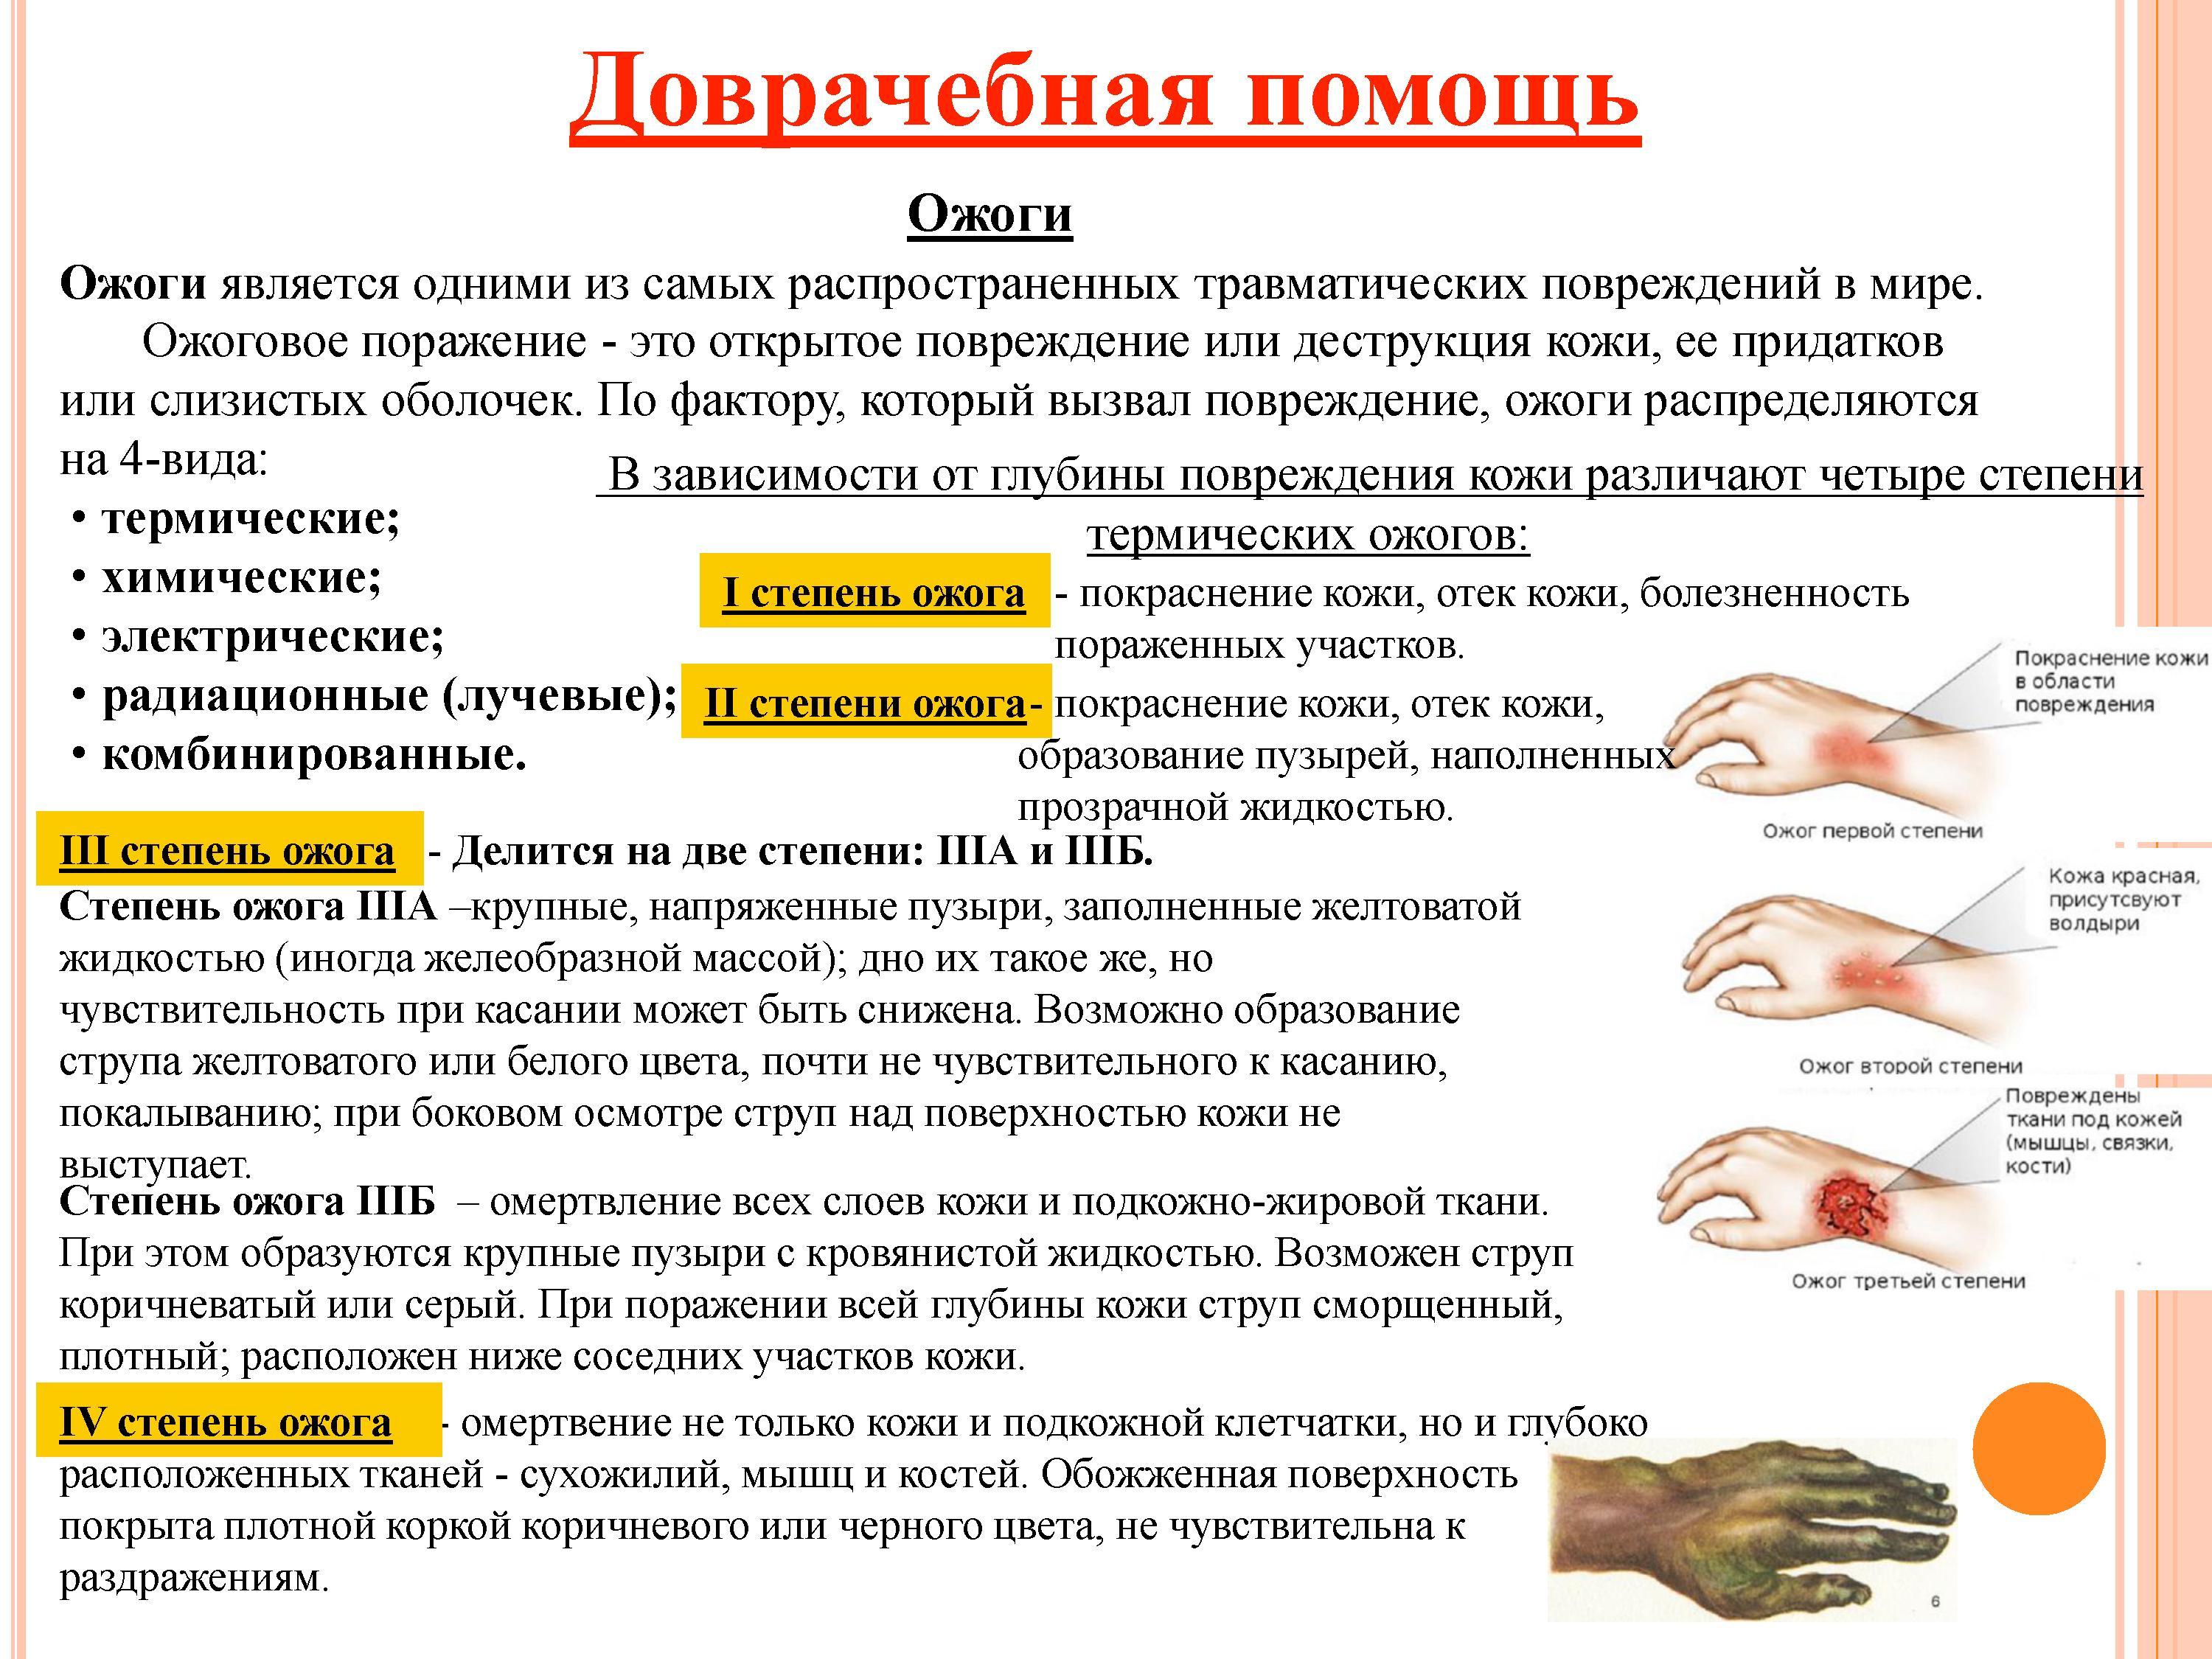 Доврачебная помощь
Ожоги
Ожоги является одними из самых распространенных травматических повреждений в мире.
Ожоговое поражение - это открытое повреждение или деструкция кожи, ее придатков
или слизистых оболочек. По фактору, который вызвал повреждение, ожоги распределяются
на 4-вида:
• термические;
• химические;
• электрические;
• радиационные (лучевые);
• комбинированные.
В зависимости от глубины повреждения кожи различают четыре степени
термических ожогов:
I степень ожога - покраснение кожи, отек кожи, болезненность
пораженных участков.
II степени ожога- покраснение кожи, отек кожи,
образование пузырей, наполненных
прозрачной жидкостью.
III степень ожога - Делится на две степени: IIIА и IIIБ.
Степень ожога IIIА –крупные, напряженные пузыри, заполненные желтоватой
жидкостью (иногда желеобразной массой); дно их такое же, но
чувствительность при касании может быть снижена. Возможно образование
струпа желтоватого или белого цвета, почти не чувствительного к касанию,
покалыванию; при боковом осмотре струп над поверхностью кожи не
выступает.
Степень ожога IIIБ – омертвление всех слоев кожи и подкожно-жировой ткани.
При этом образуются крупные пузыри с кровянистой жидкостью. Возможен струп
коричневатый или серый. При поражении всей глубины кожи струп сморщенный,
плотный; расположен ниже соседних участков кожи.
IV степень ожога - омертвение не только кожи и подкожной клетчатки, но и глубоко
расположенных тканей - сухожилий, мышц и костей. Обожженная поверхность
покрыта плотной коркой коричневого или черного цвета, не чувствительна к
раздражениям.
Покраснение кожи
в области
повреждения
Ожог первой степени
Кожа красная,
присутсвуют
волдыри
Ожог второй степени
Повреждены
ткани под кожей
(мышцы, связки,
кости)
Ожог третьей степени
6